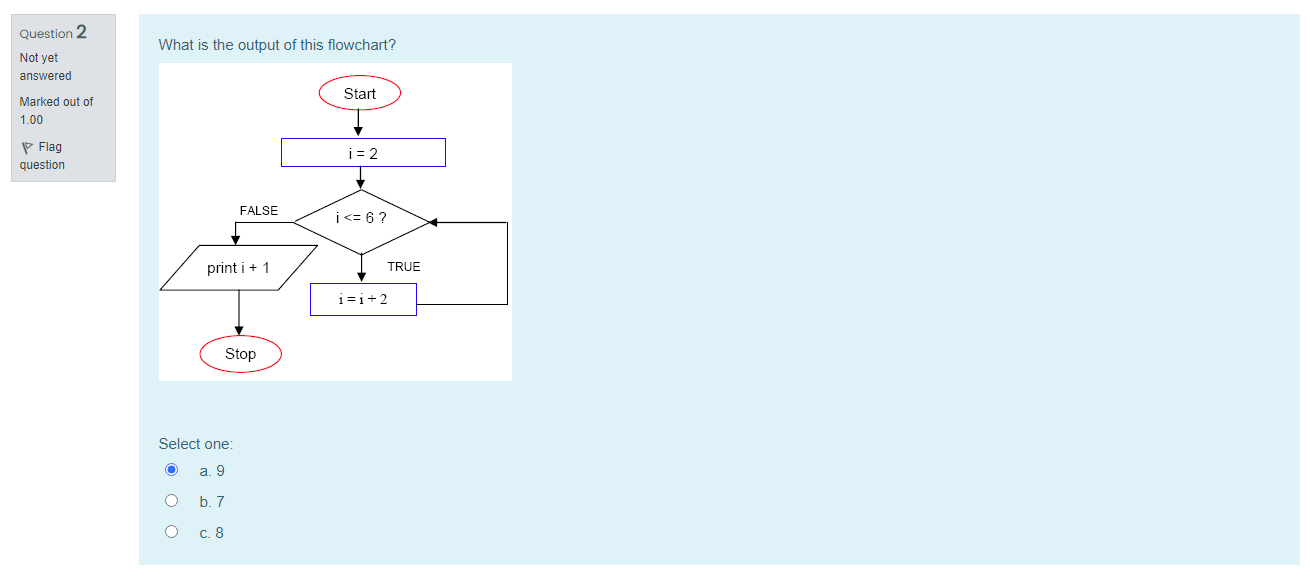 Question 2
Not yet
answered
Marked out of
1.00
Flag
question
What is the output of this flowchart?
Start
i = 2
i <= 6 ?
FALSE
print i + 1
TRUE
i = i + 2
Stop
Select one:
a. 9
b. 7
c. 8